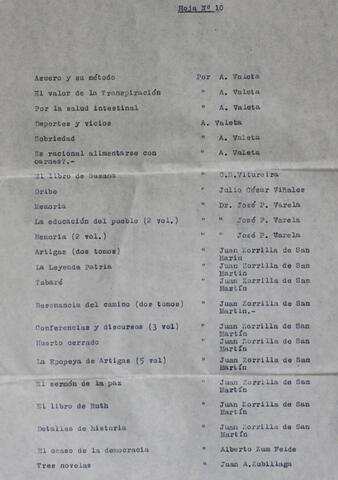 Hoja Nº 10
Asuero y su método Por A. Valeta
El valor de la Transpiración " A. Valeta
Por la salud intestinal " A. Valeta
Deportes y vicios A. Valeta
Sobriedad " A. Valeta
Es racional alimentarse con " A. Valeta
carnes?.-
El libro de Susana " C.S.Vitureira
Oribe " Julio César Viñales
Memoria " Dr. José P. Varela
La educación del pueblo (2 vol.) " " José P. Varela
Memoria (2 vol.) " " José P. Varela
Artigas (dos tomos) " Juan Zorrilla de San
Marin
La Leyenda Patria " Juan Zorrilla de San
Martín
Tabaré " Juan Zorrilla de San
Martín
Resonancia del camino (dos tomos) " Juan Zorrilla de San
Martin.-
Conferencias y discursos (3 vol) " Juan Zorrilla de San
Martín
Huerto cerrado " Juan Zorrilla de San
Martín
La Epopeya de Artigas (5 vol) " Juan Zorrilla de San
Martín
El sermón de la paz " Juan Zorrilla de San
Martín
El libro de Ruth " Juan Zorrilla de San
Martín
Detalles de historia " Juan Zorrilla de San
Martín
El ocaso de la democracia " Alberto Zum Felde
Tres novelas " Juan A.Zubillaga